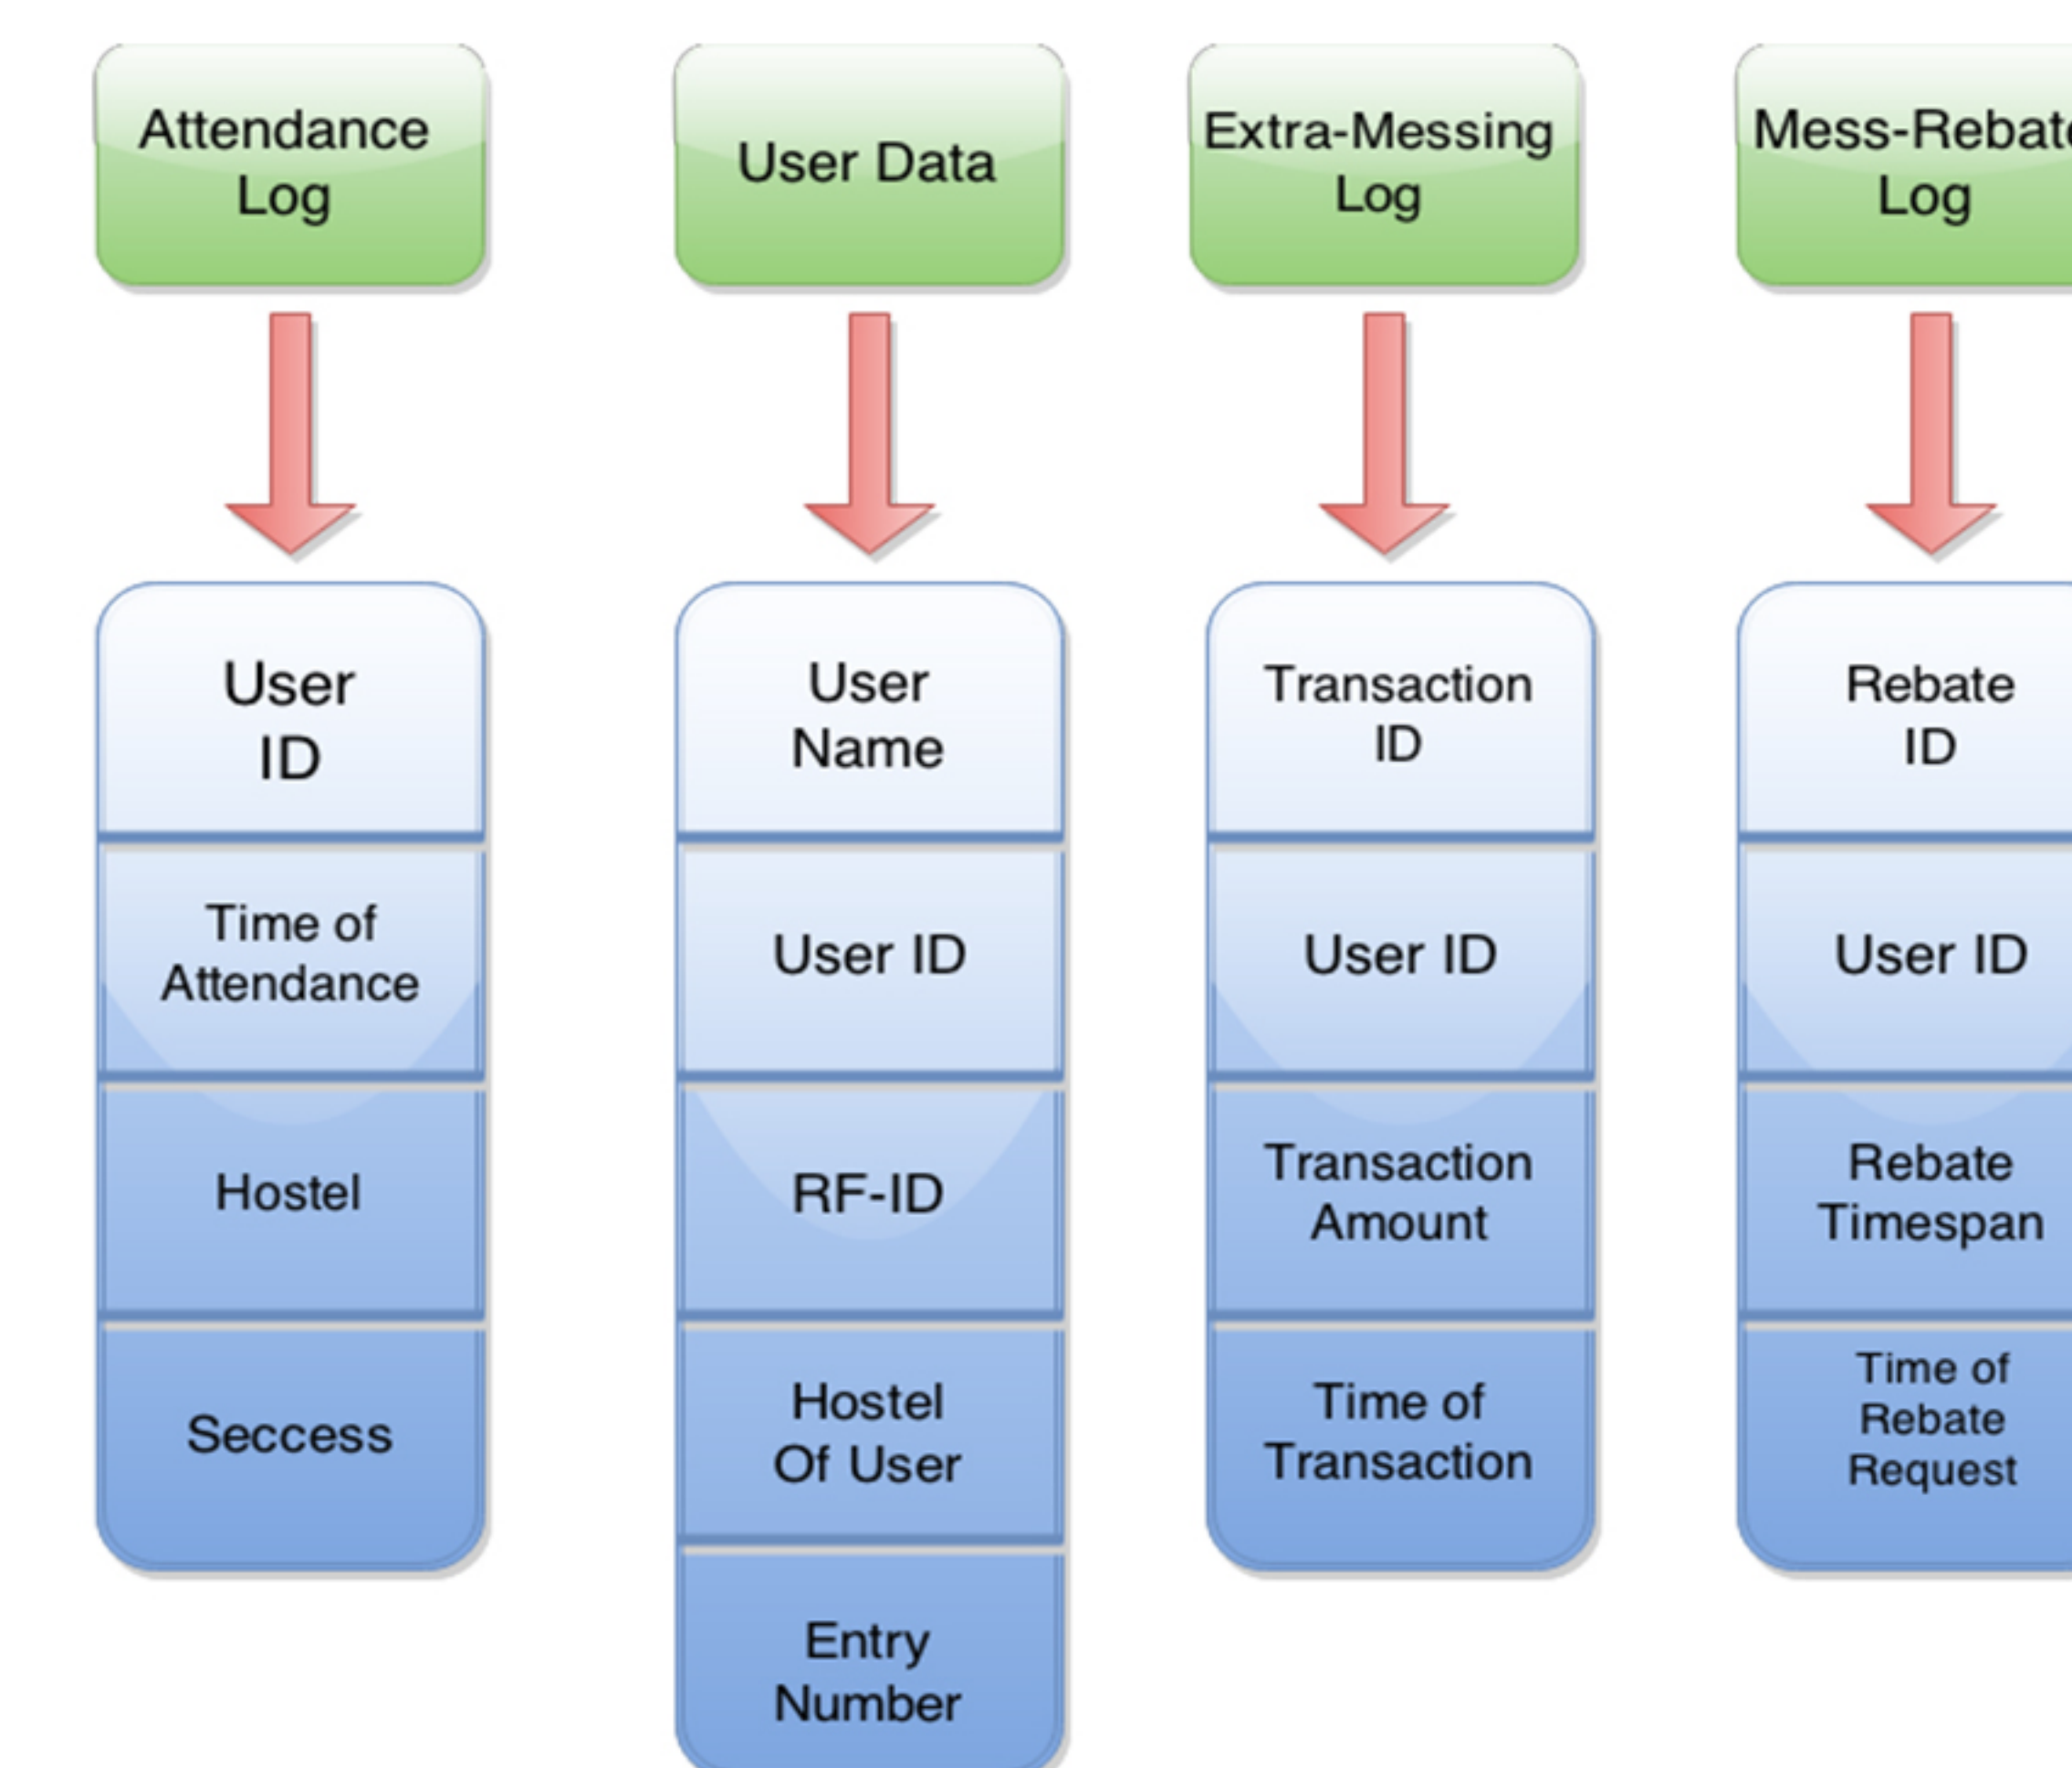 Attendance
Log
User Data
Extra-Messing
Log
Mess-Rebate
Log
User
ID
Time of
Attendance
Hostel
Seccess
User
Name
User ID
RF-ID
Hostel
Of User
Entry
Number
Transaction
ID
User ID
Transaction
Amount
Time of
Transaction
Rebate
ID
User ID
Rebate
Timespan
Time of
Rebate
Request